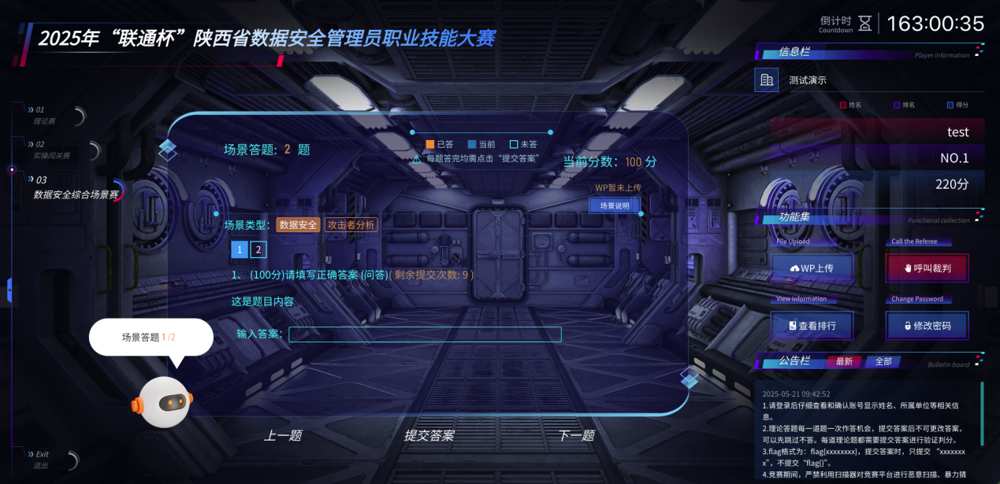 2025年“联通杯”陕西省数据安全管理员职业技能大赛
倒计时
Countdown
163:00:35
01
理论赛
02
实操闯关赛
03
数据安全综合场景赛
Exit
退出
场景答题: 2 题
已答 当前 未答
每题答完均需点击“提交答案”
当前分数: 100 分
WP暂未上传
场景说明
场景类型: 数据安全 攻击者分析
1 2
1、 (100分)请填写正确答案 (问答)( 剩余提交次数: 9 )
这是题目内容
输入答案:
场景答题 1/2
上一题 提交答案 下一题
信息栏 Player information
测试演示
姓名 排名 得分
test
NO.1
220分
功能集 Functional collection
File Upload Call the Referee
WP上传 呼叫裁判
View Information Change Password
查看排行 修改密码
公告栏 最新 全部 Bulletin board
2025-05-21 09:42:52
1.请登录后仔细查看和确认账号显示姓名、所属单位等相关信
息。
2.理论答题每一道题一次作答机会，提交答案后不可更改答案，
可以先跳过不答。每道理论题都需要提交答案进行验证判分。
3.flag格式为：flag{xxxxxxxx}，提交答案时，只提交 “xxxxxxx
x”，不提交“flag{}”。
4.竞赛期间，严禁利用扫描器对竞赛平台进行恶意扫描、暴力猜